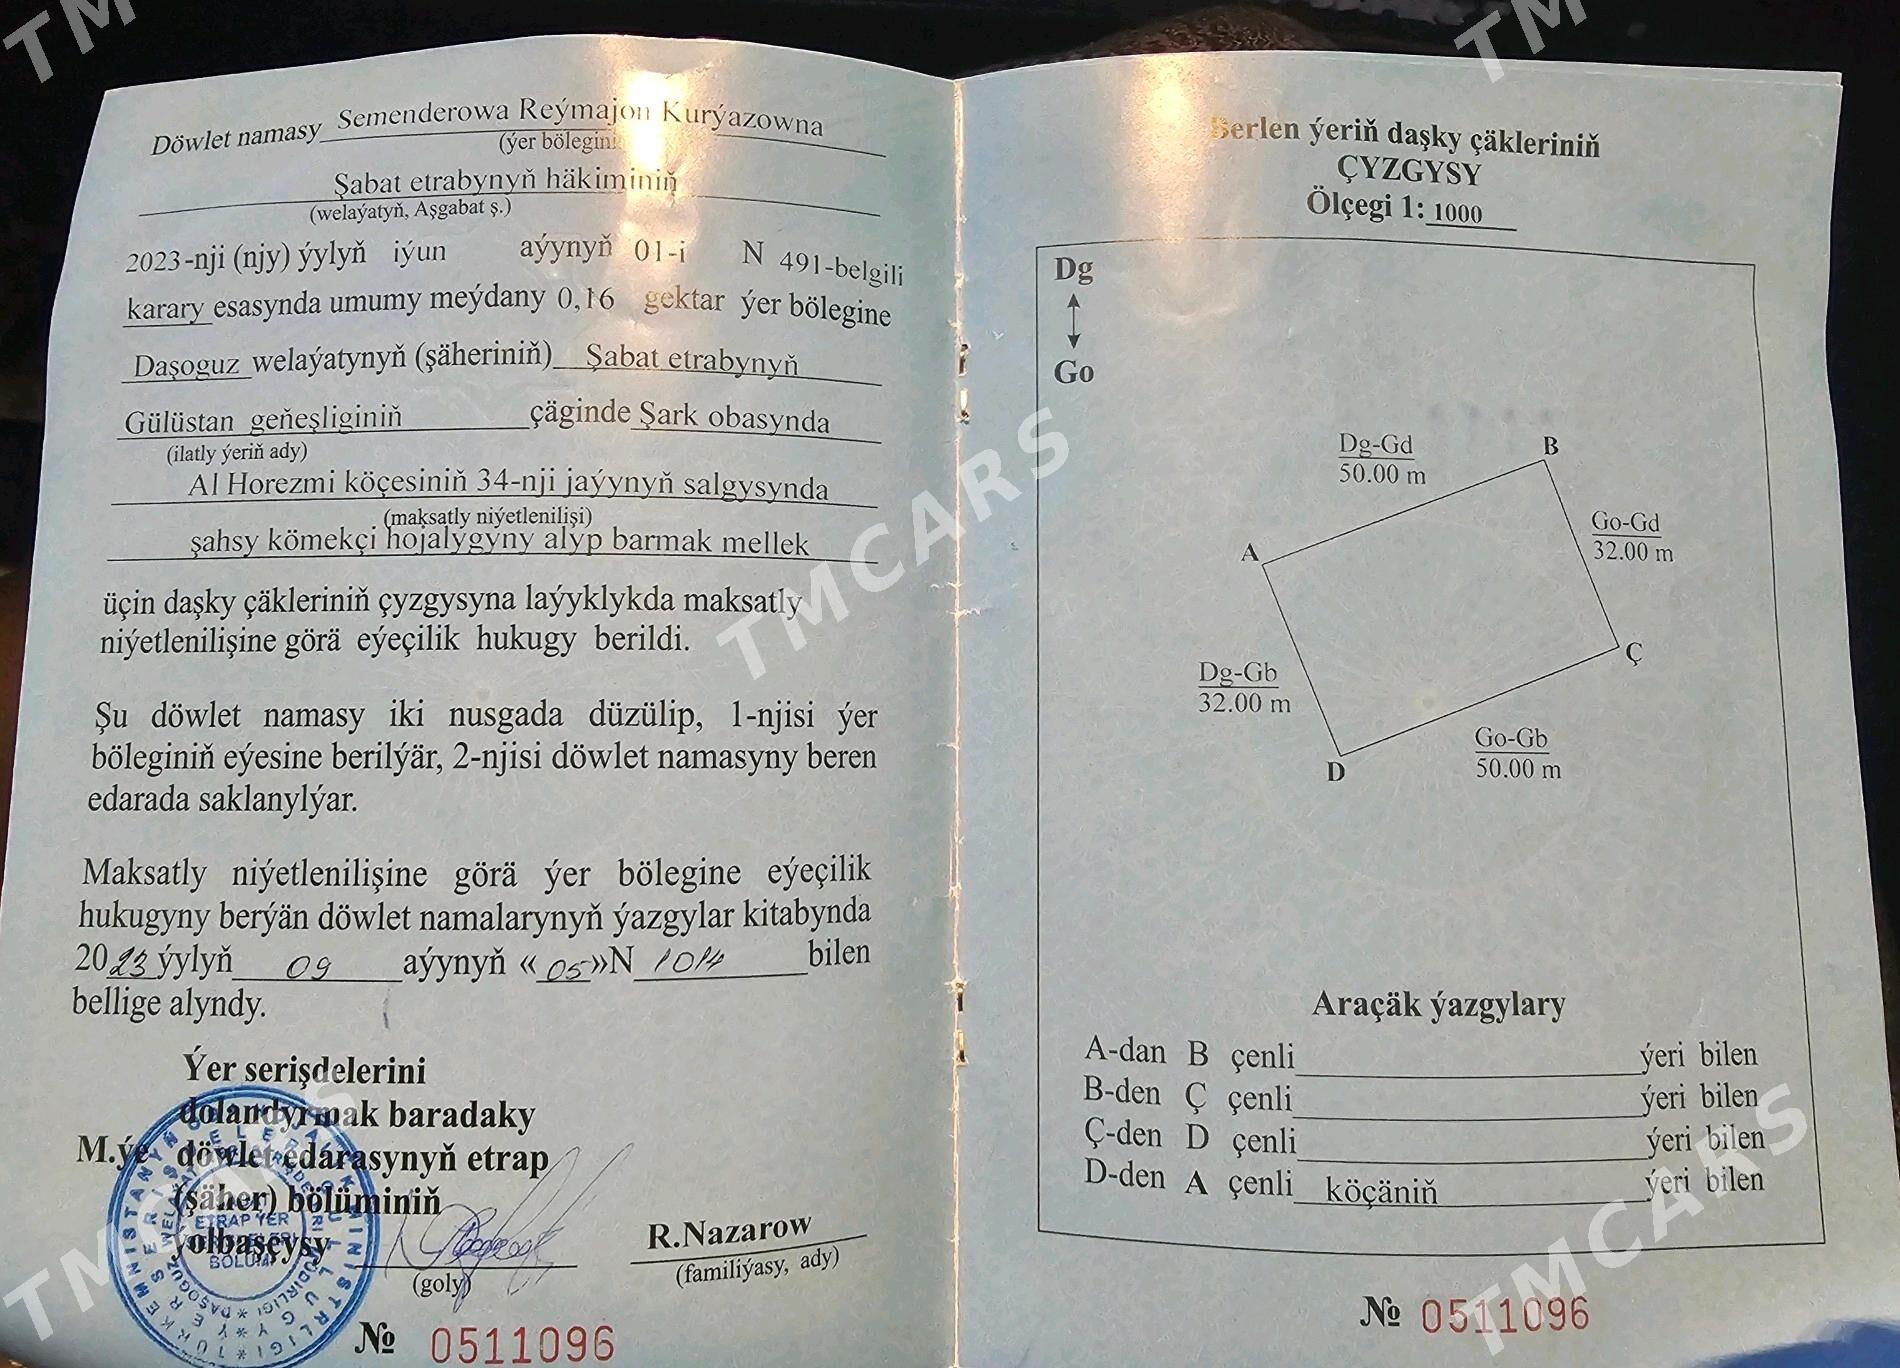 Döwlet namasy Semenderowa Reýmajon Kurýazowna
(ýer bölegini
Şabat etrabynyň häkiminiň
(welaýatyň, Aşgabat ş.)
2023-nji (njy) ýylyň iýun aýynyň 01-i N 491-belgili
karary esasynda umumy meýdany 0,16 gektar ýer bölegine
Daşoguz welaýatynyň (şäheriniň) Şabat etrabynyň
Gülüstan geňeşliginiň çäginde Şark obasynda
(ilatly ýeriň ady)
Al Horezmi köçesiniň 34-nji jaýynyň salgysynda
(maksatly niýetlenilişi)
şahsy kömekçi hojalygyny alyp barmak mellek
üçin daşky çäkleriniň çyzgysyna laýyklykda maksatly
niýetlenilişine görä eýeçilik hukugy berildi.
Şu döwlet namasy iki nusgada düzülip, 1-njisi ýer
böleginiň eýesine berilýär, 2-njisi döwlet namasyny beren
edarada saklanylýar.
Maksatly niýetlenilişine görä ýer bölegine eýeçilik
hukugyny berýän döwlet namalarynyň ýazgylar kitabynda
2023 ýylyň 09 aýynyň «05»N 1014 bilen
bellige alyndy.
Ýer serişdelerini
dolandyrmak baradaky
M.ýe döwlet edarasynyň etrap
(şäher) bölüminiň
ýolbaşçysy
(goly)
R.Nazarow
(familiýasy, ady)
ETRAP ÝER
BÖLÜMI
№ 0511096
Berlen ýeriň daşky çäkleriniň
ÇYZGYSY
Ölçegi 1: 1000
Dg
Go
Dg-Gd
50.00 m
B
Go-Gd
32.00 m
A
Ç
Dg-Gb
32.00 m
Go-Gb
50.00 m
D
Araçäk ýazgylary
A-dan B çenli ýeri bilen
B-den Ç çenli ýeri bilen
Ç-den D çenli ýeri bilen
D-den A çenli köçäniň ýeri bilen
№ 0511096
TMCARS
TMCARS
TMCARS